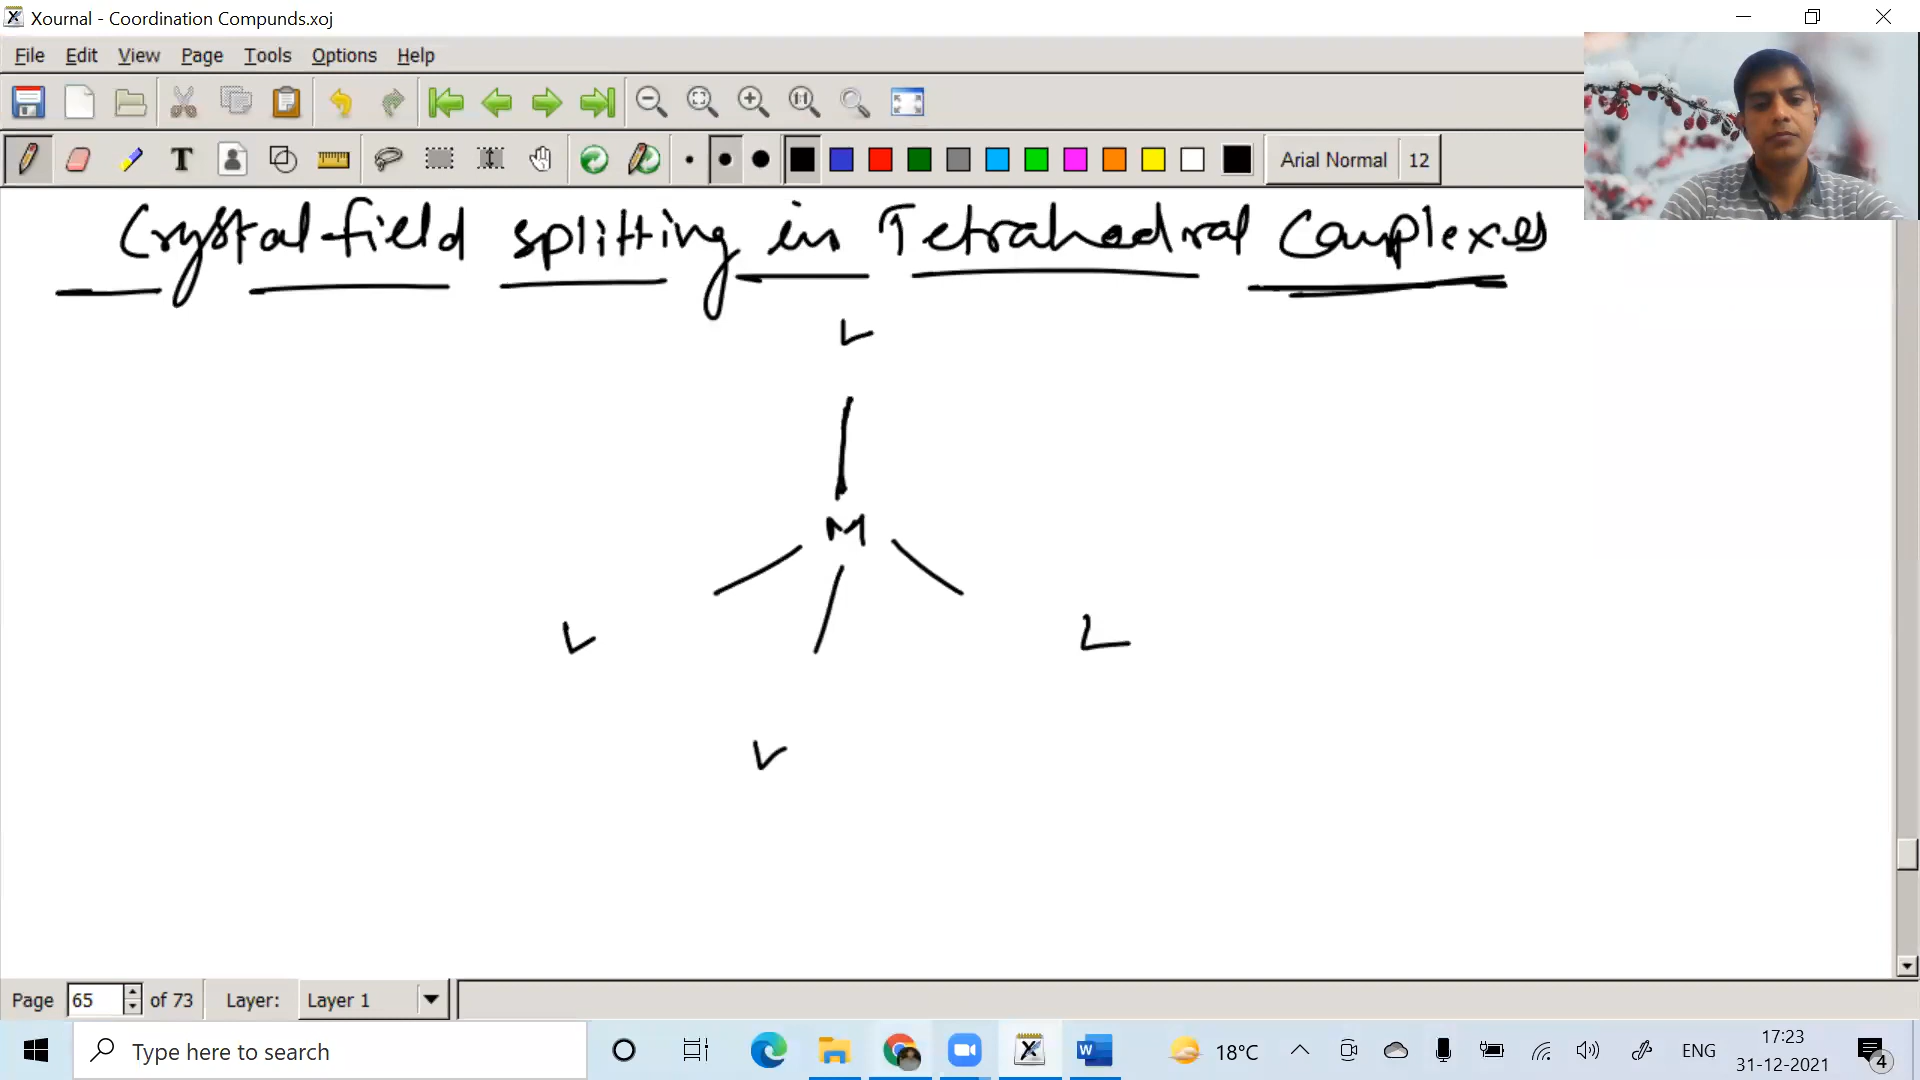 Xournal - Coordination Compunds.xoj
File Edit View Page Tools Options Help
Arial Normal 12
Crystal field splitting in Tetrahedral Complexes
L
M
L
L
L
Page 65 of 73 Layer: Layer 1
Type here to search
18°C
ENG
17:23
31-12-2021
4